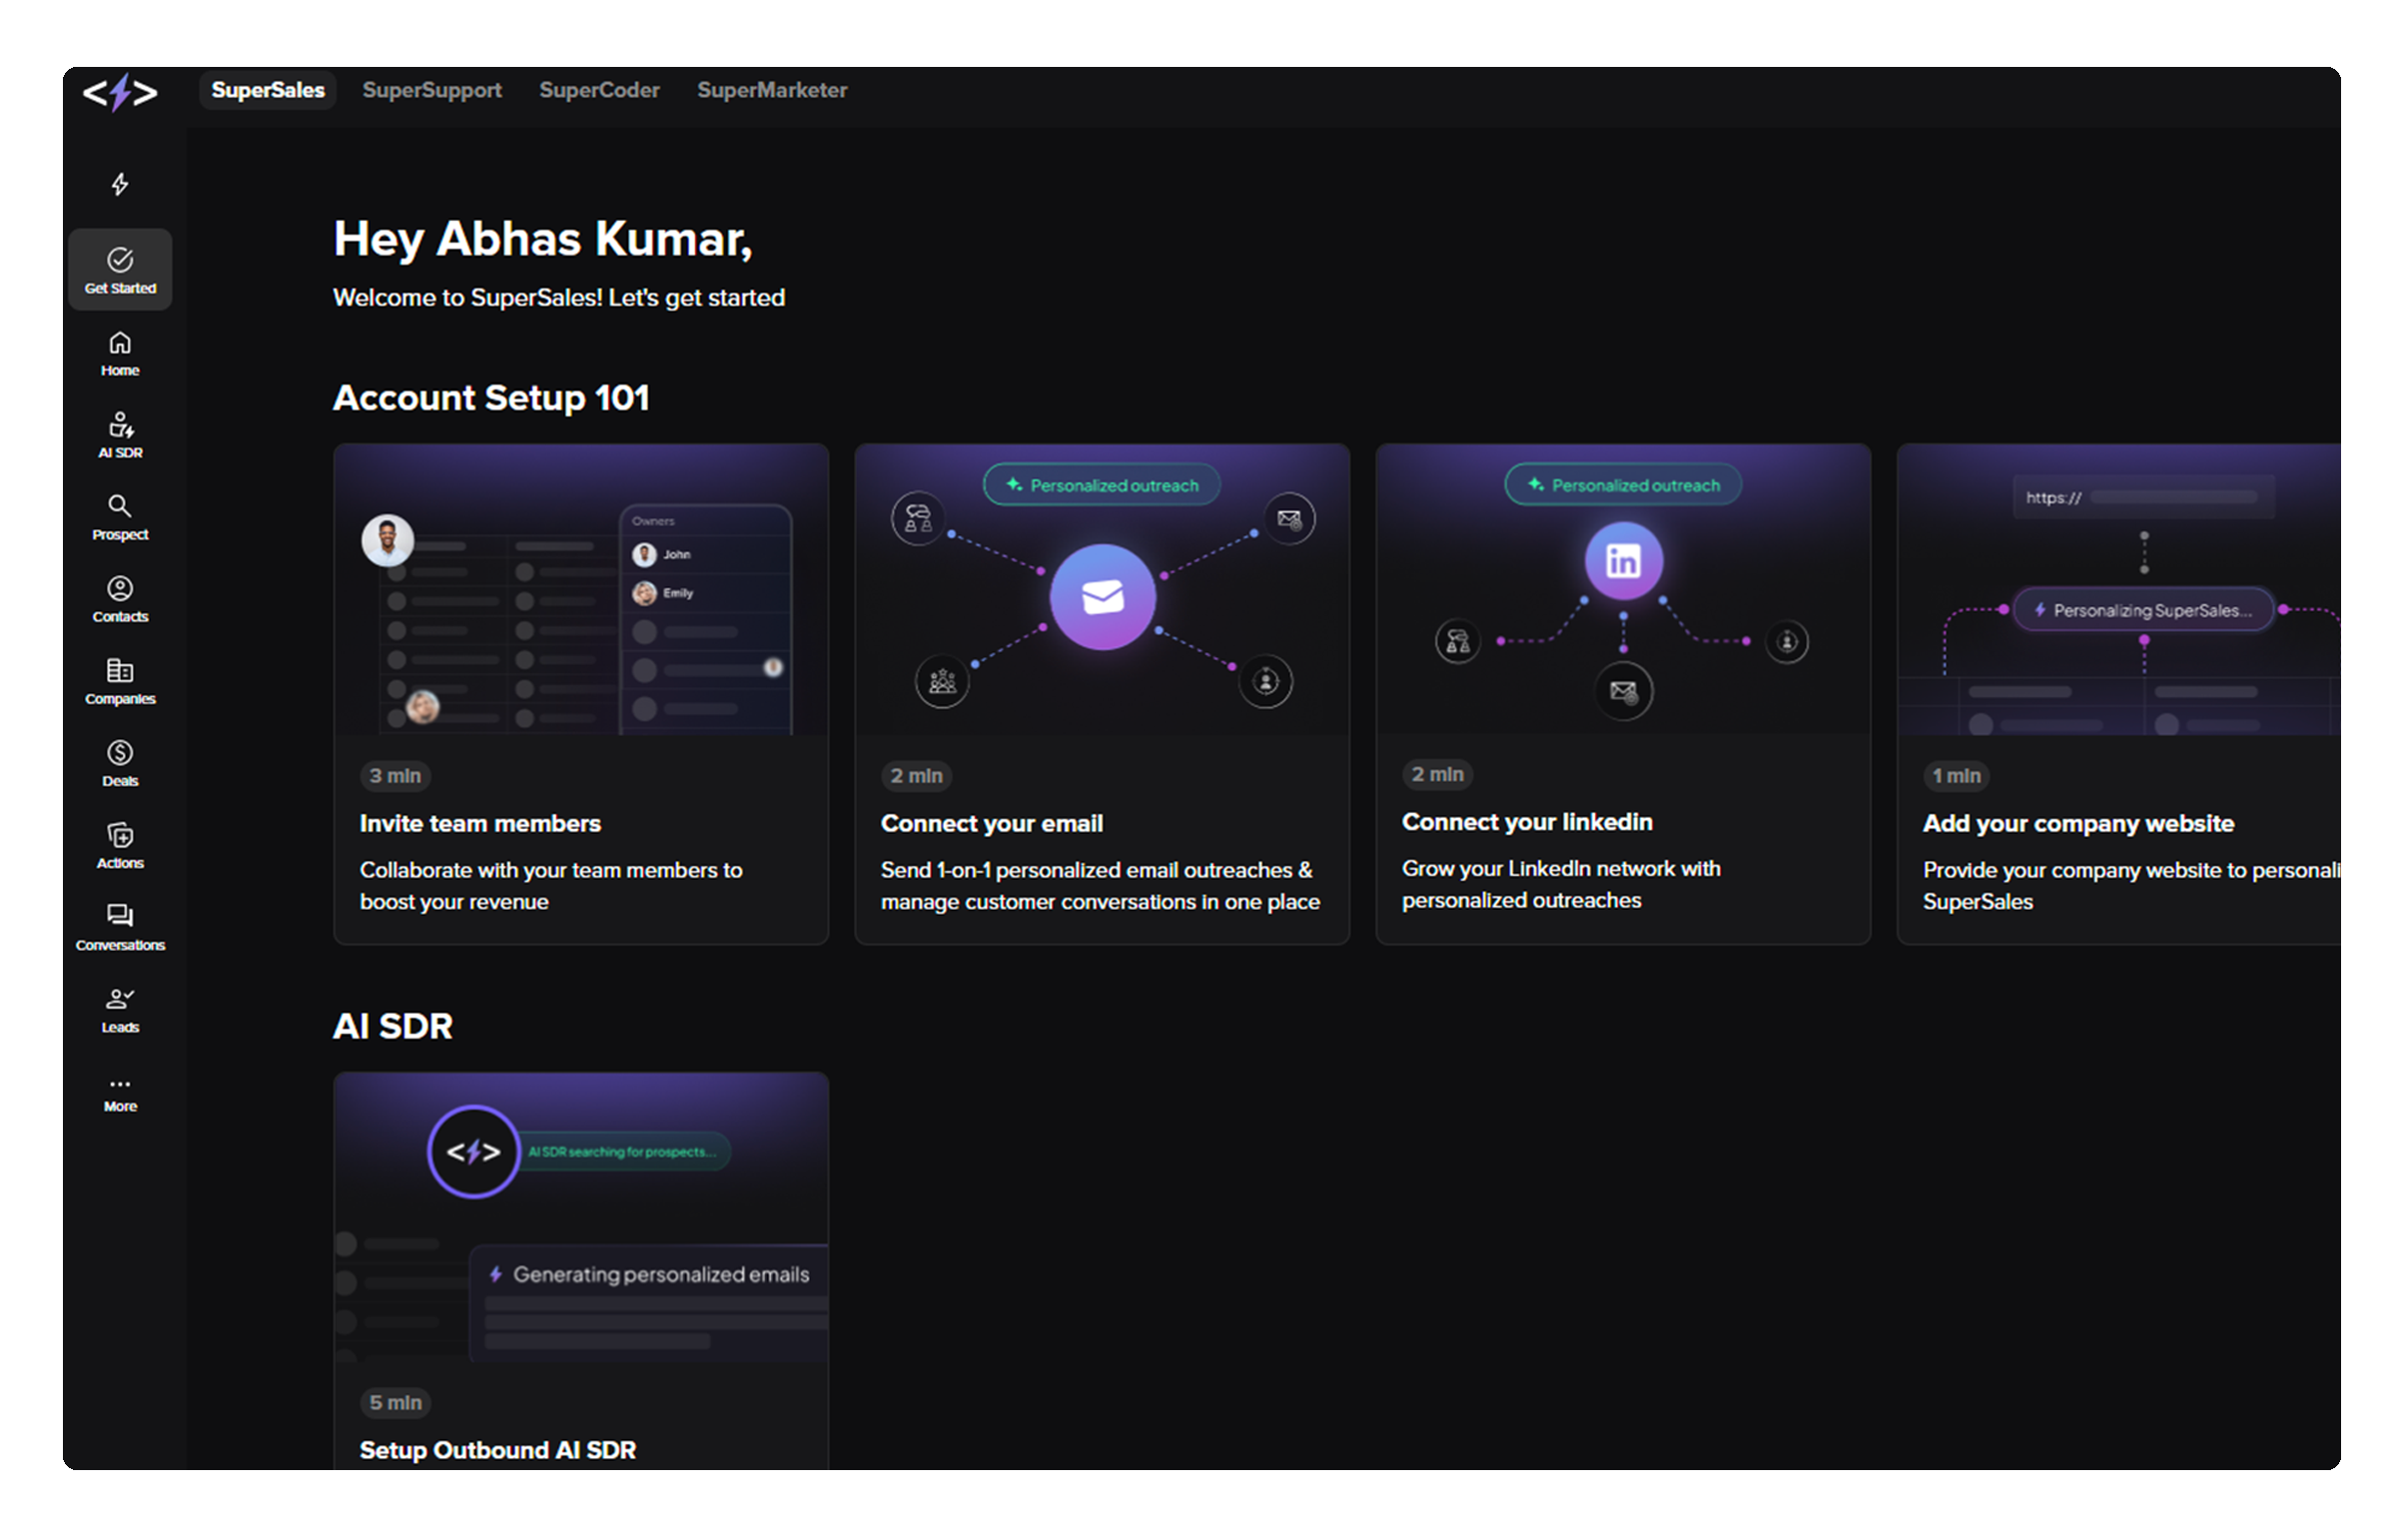 SuperSales
SuperSupport
SuperCoder
SuperMarketer
Get Started
Home
AI SDR
Prospect
Contacts
Companies
Deals
Actions
Conversations
Leads
More
Hey Abhas Kumar,
Welcome to SuperSales! Let's get started
Account Setup 101
Owners
John
Emily
3 min
Invite team members
Collaborate with your team members to
boost your revenue
Personalized outreach
2 min
Connect your email
Send 1-on-1 personalized email outreaches &
manage customer conversations in one place
Personalized outreach
in
2 min
Connect your linkedin
Grow your LinkedIn network with
personalized outreaches
https://
Personalizing SuperSales...
1 min
Add your company website
Provide your company website to personali
SuperSales
AI SDR
AI SDR searching for prospects...
Generating personalized emails
5 min
Setup Outbound AI SDR